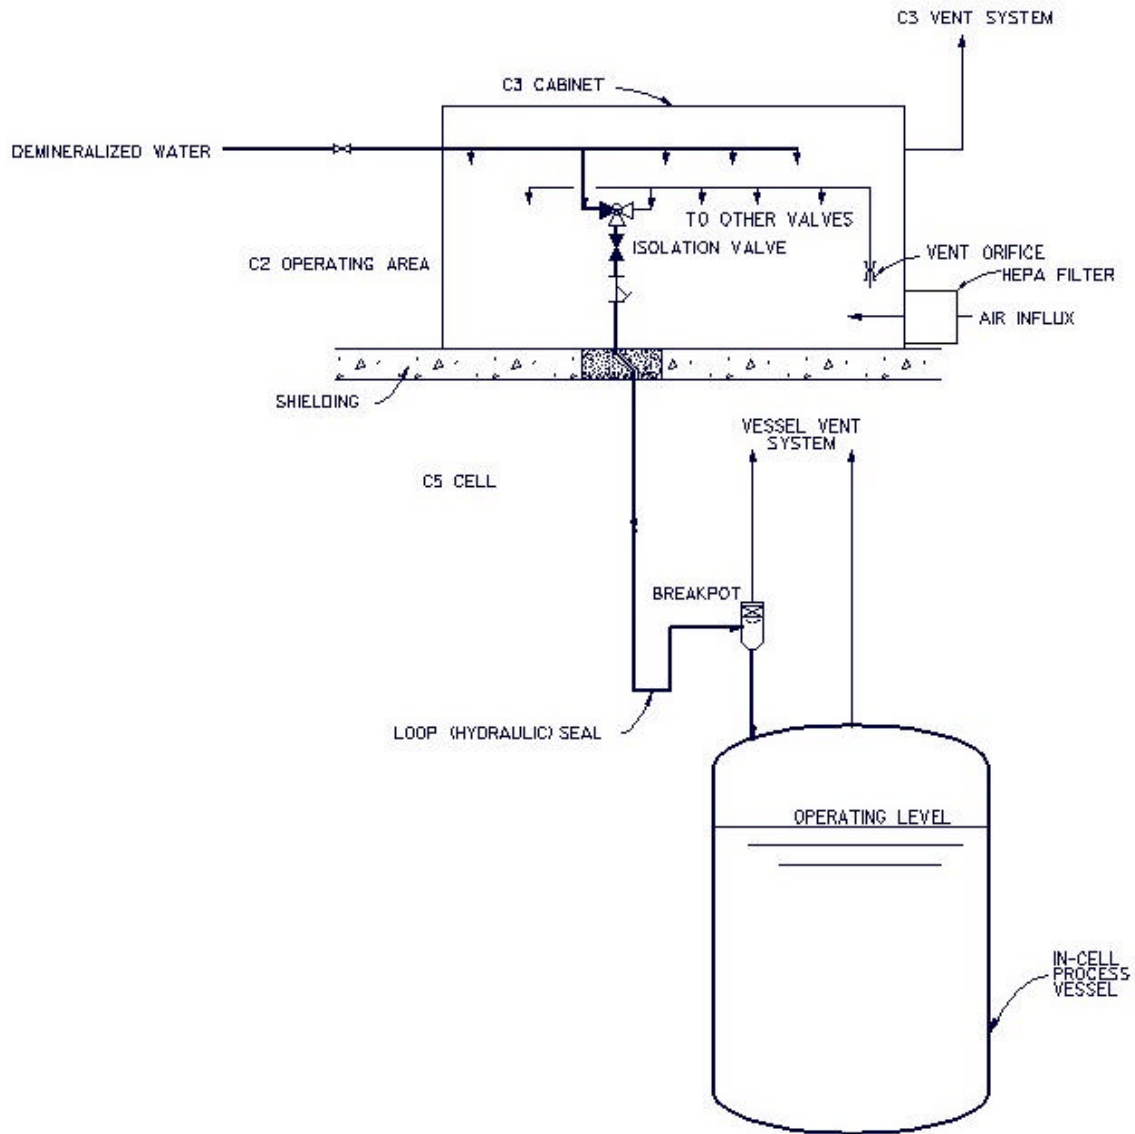 C3 VENT SYSTEM
C3 CABINET
DEMINERALIZED WATER
TO OTHER VALVES
ISOLATION VALVE
C2 OPERATING AREA
VENT ORIFICE
HEPA FILTER
AIR INFLUX
SHIELDING
VESSEL VENT
SYSTEM
C5 CELL
BREAKPOT
LOOP (HYDRAULIC) SEAL
OPERATING LEVEL
IN-CELL
PROCESS
VESSEL